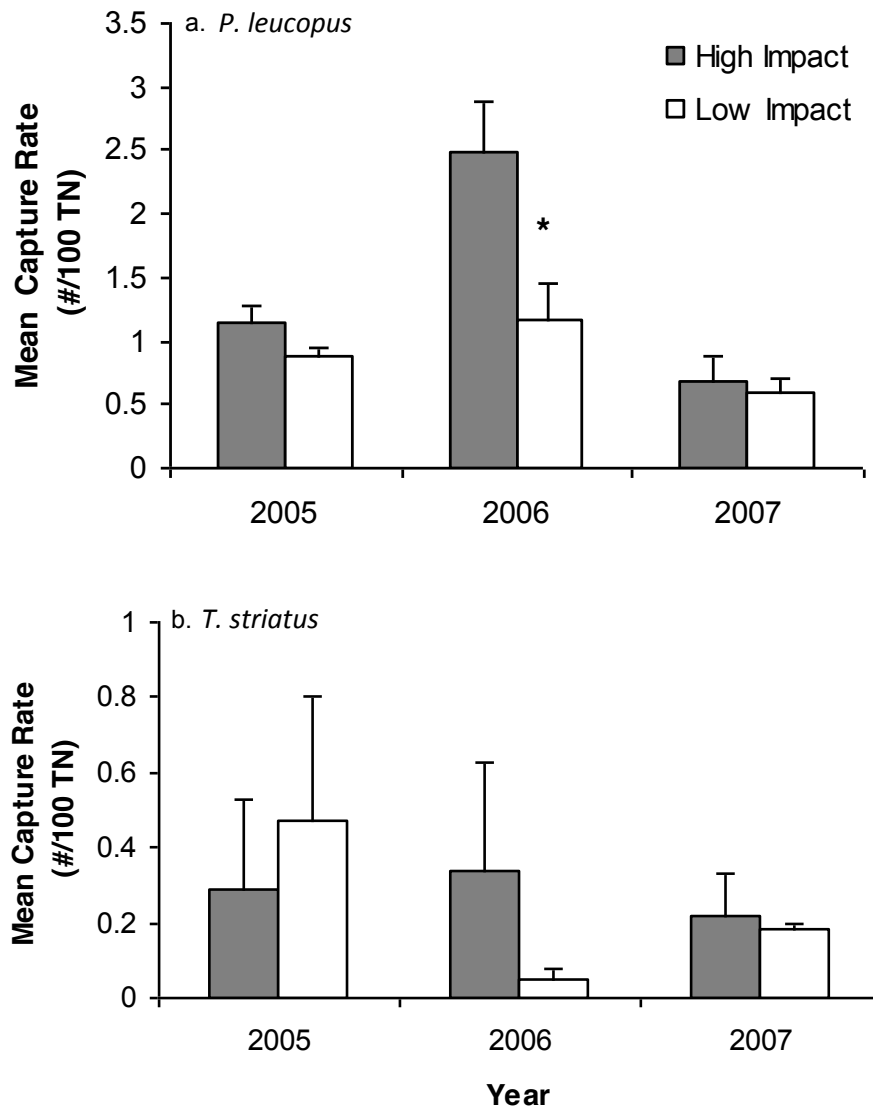 a. P. leucopus
High Impact
Low Impact
Mean Capture Rate
(#/100 TN)
3.5
3
2.5
2
1.5
1
0.5
0
*
2005 2006 2007
b. T. striatus
Mean Capture Rate
(#/100 TN)
1
0.8
0.6
0.4
0.2
0
2005 2006 2007
Year